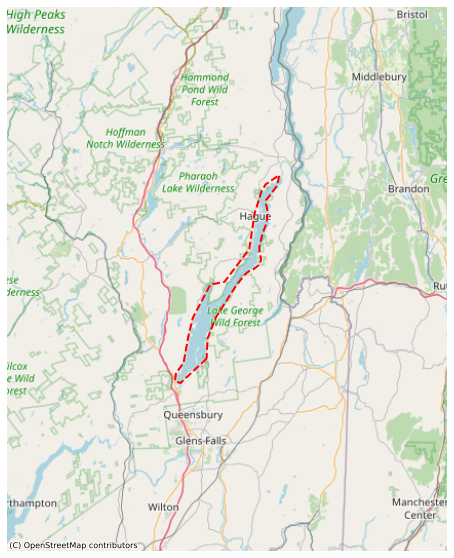 High Peaks
Wilderness
Bristol
Hammond
Pond Wild
Forest
Middlebury
Hoffman
Notch Wilderness
Pharaoh
Lake Wilderness
Gre
Brandon
Hague
ese
derness
Ru
Lake George
Wild Forest
ilcox
e Wild
orest
Queensbury
Glens Falls
rthampton
Wilton
Manchester
Center
(C) OpenStreetMap contributors